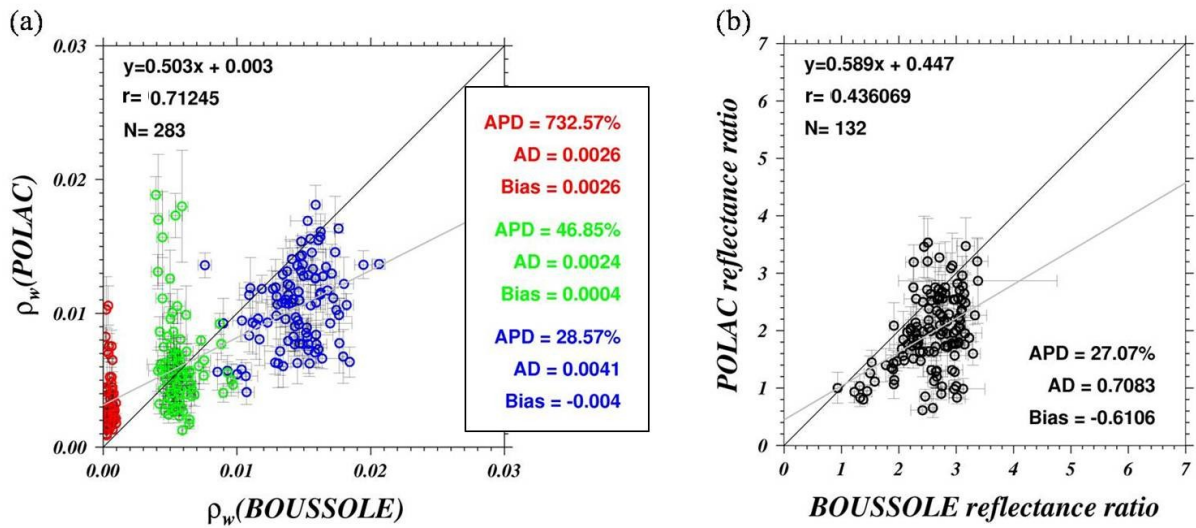 (a)
0.03
0.02
0.01
0.00
0.00
0.01
0.02
0.03
ρw(POLAC)
ρw(BOUSSOLE)
y=0.503x + 0.003
r= 0.71245
N= 283
APD = 732.57%
AD = 0.0026
Bias = 0.0026
APD = 46.85%
AD = 0.0024
Bias = 0.0004
APD = 28.57%
AD = 0.0041
Bias = -0.004
(b)
7
6
5
4
3
2
1
0
0
1
2
3
4
5
6
7
POLAC reflectance ratio
BOUSSOLE reflectance ratio
y=0.589x + 0.447
r= 0.436069
N= 132
APD = 27.07%
AD = 0.7083
Bias = -0.6106